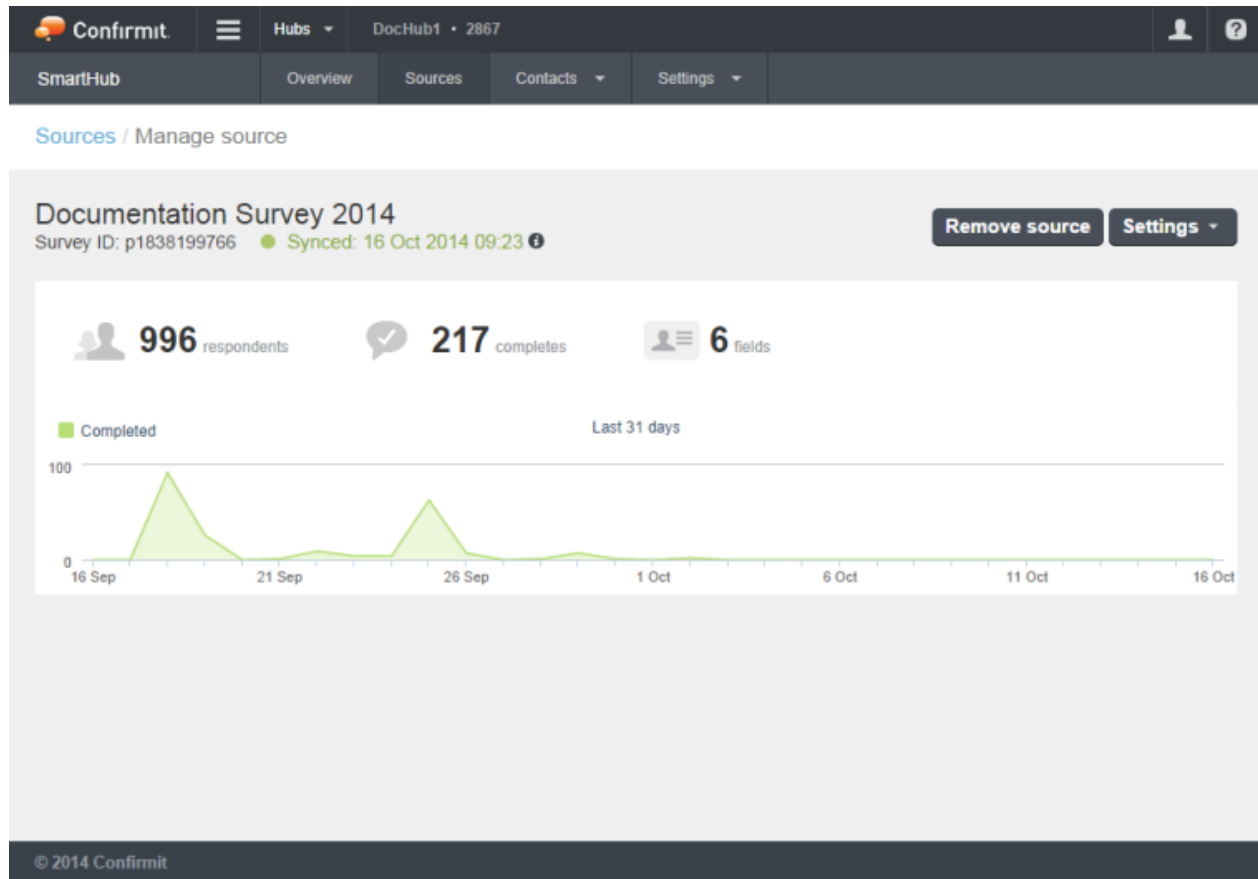 Confirmit. Hubs DocHub1 • 2867
SmartHub Overview Sources Contacts Settings
Sources / Manage source
Documentation Survey 2014
Remove source Settings
Survey ID: p1838199766 Synced: 16 Oct 2014 09:23
996 respondents 217 completes 6 fields
Completed Last 31 days
100
0
16 Sep 21 Sep 26 Sep 1 Oct 6 Oct 11 Oct 16 Oct
© 2014 Confirmit